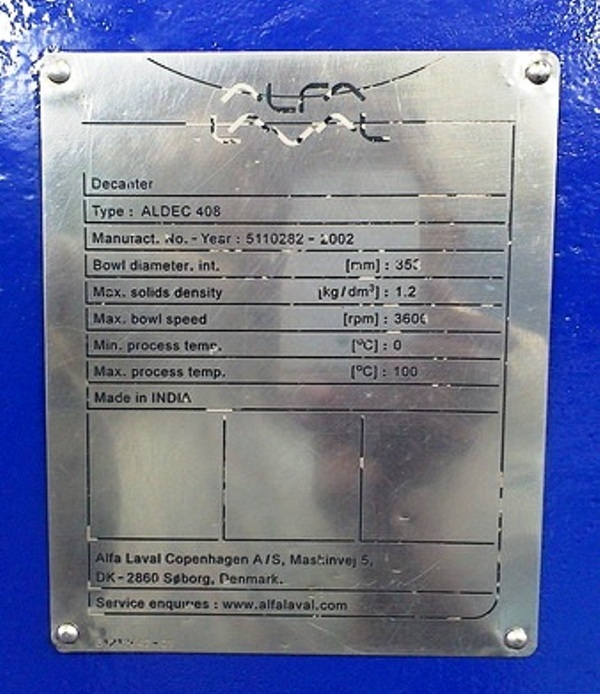 ALFA
LAVAL
Decanter
Type : ALDEC 408
Manufact. No. - Year : 5110282 - 2002
Bowl diameter. int. [mm] : 353
Max. solids density [kg/dm³] : 1.2
Max. bowl speed [rpm] : 3600
Min. process temp. [°C] : 0
Max. process temp. [°C] : 100
Made in INDIA
Alfa Laval Copenhagen A/S, Maskinvej 5,
DK-2860 Søborg, Denmark.
Service enquiries : www.alfalaval.com